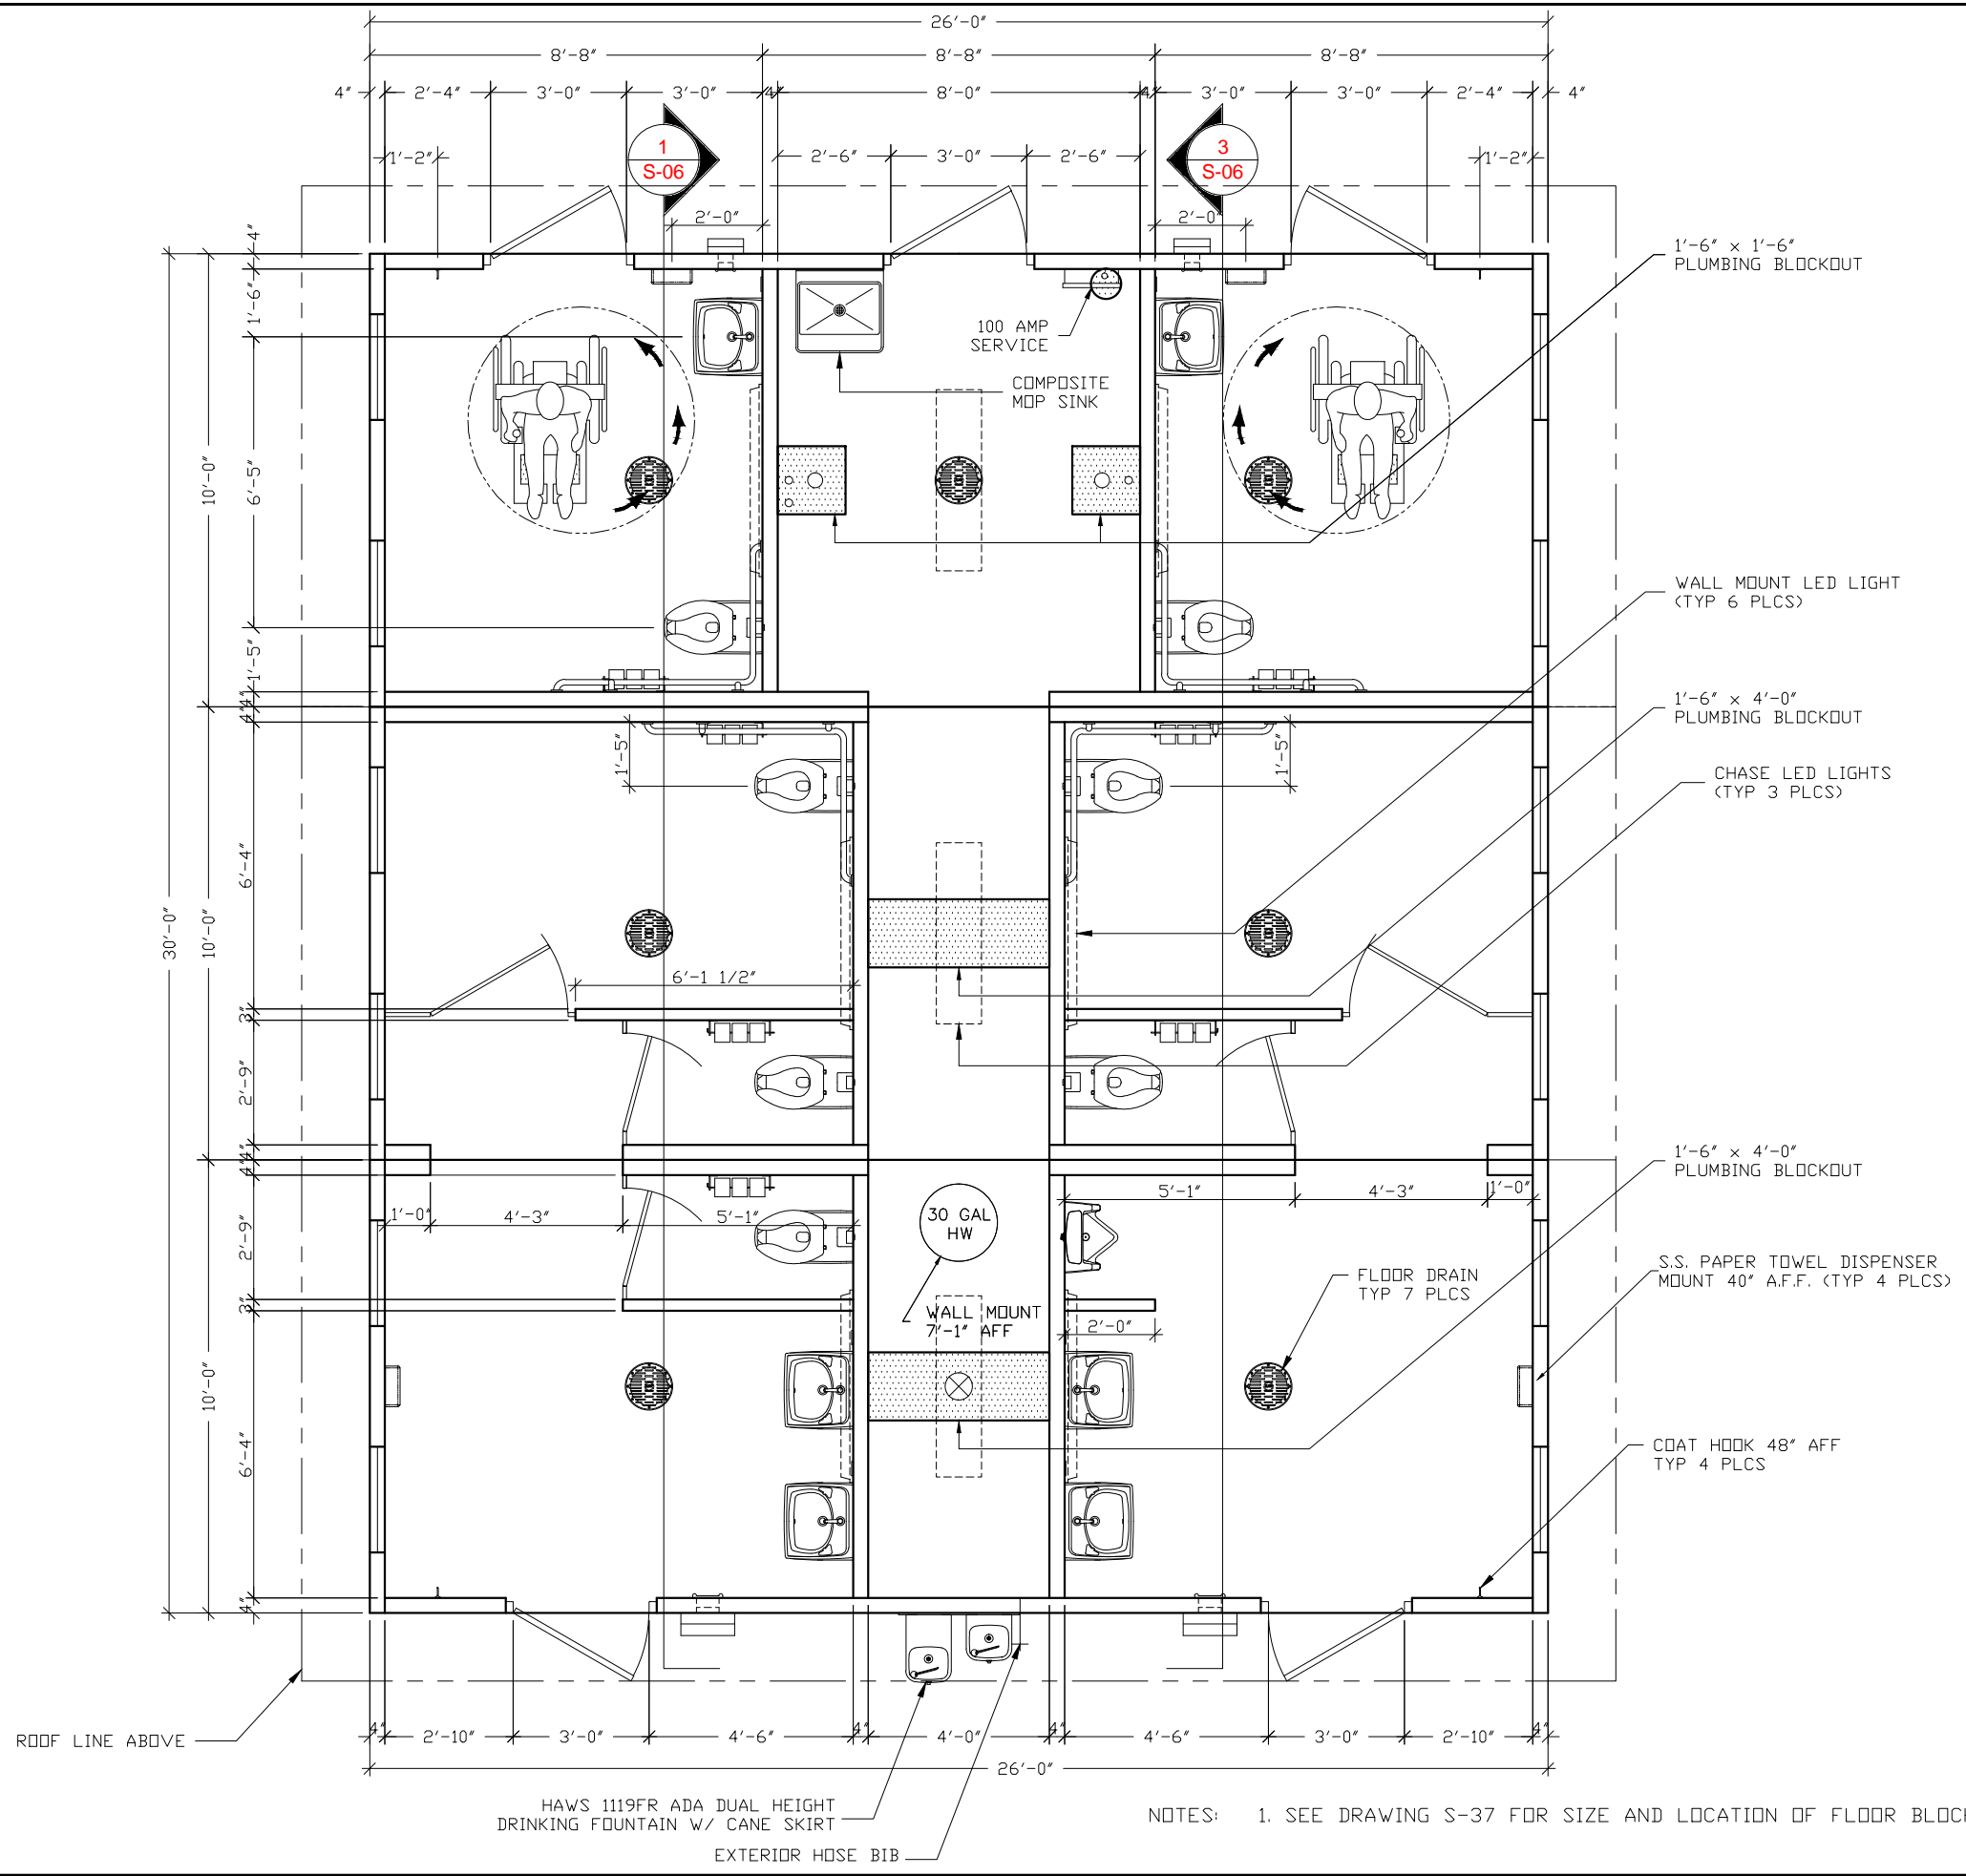 26'-0"
8'-8" 8'-8" 8'-8"
4" 2'-4" 3'-0" 3'-0" 4" 8'-0" 4" 3'-0" 3'-0" 2'-4" 4"
1'-2" 2'-6" 3'-0" 2'-6" 1'-2"
1
S-06
3
S-06
2'-0" 2'-0"
4"
1'-6"
6'-5"
1'-5"
4"
4"
6'-4"
3"
2'-9"
4"
4"
2'-9"
3"
6'-4"
4"
10'-0"
10'-0"
10'-0"
30'-0"
100 AMP
SERVICE
COMPOSITE
MOP SINK
1'-6" x 1'-6"
PLUMBING BLOCKOUT
WALL MOUNT LED LIGHT
(TYP 6 PLCS)
1'-6" x 4'-0"
PLUMBING BLOCKOUT
CHASE LED LIGHTS
(TYP 3 PLCS)
1'-5" 1'-5"
6'-1 1/2"
1'-6" x 4'-0"
PLUMBING BLOCKOUT
1'-0" 4'-3" 5'-1"
5'-1" 4'-3" 1'-0"
30 GAL
HW
WALL MOUNT
7'-1" AFF
2'-0"
FLOOR DRAIN
TYP 7 PLCS
S.S. PAPER TOWEL DISPENSER
MOUNT 40" A.F.F. (TYP 4 PLCS)
COAT HOOK 48" AFF
TYP 4 PLCS
ROOF LINE ABOVE
4" 2'-10" 3'-0" 4'-6" 4" 4'-0" 4" 4'-6" 3'-0" 2'-10" 4"
26'-0"
HAWS 1119FR ADA DUAL HEIGHT
DRINKING FOUNTAIN W/ CANE SKIRT
EXTERIOR HOSE BIB
NOTES: 1. SEE DRAWING S-37 FOR SIZE AND LOCATION OF FLOOR